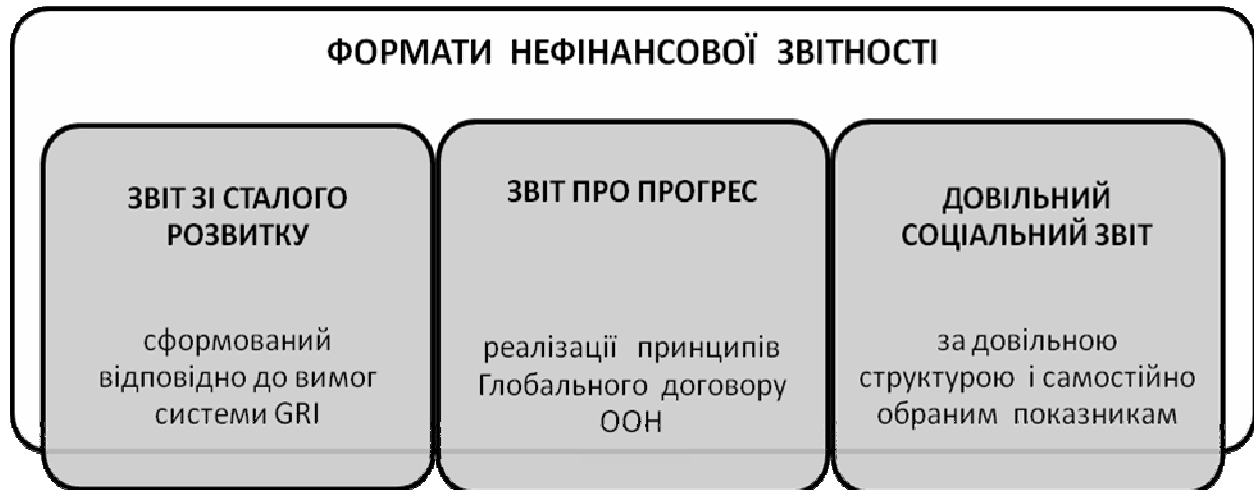 ФОРМАТИ НЕФІНАНСОВОЇ ЗВІТНОСТІ
ЗВІТ ЗІ СТАЛОГО
РОЗВИТКУ
сформований
відповідно до вимог
системи GRI
ЗВІТ ПРО ПРОГРЕС
реалізації принципів
Глобального договору
ООН
ДОВІЛЬНИЙ
СОЦІАЛЬНИЙ ЗВІТ
за довільною
структурою і самостійно
обраним показникам